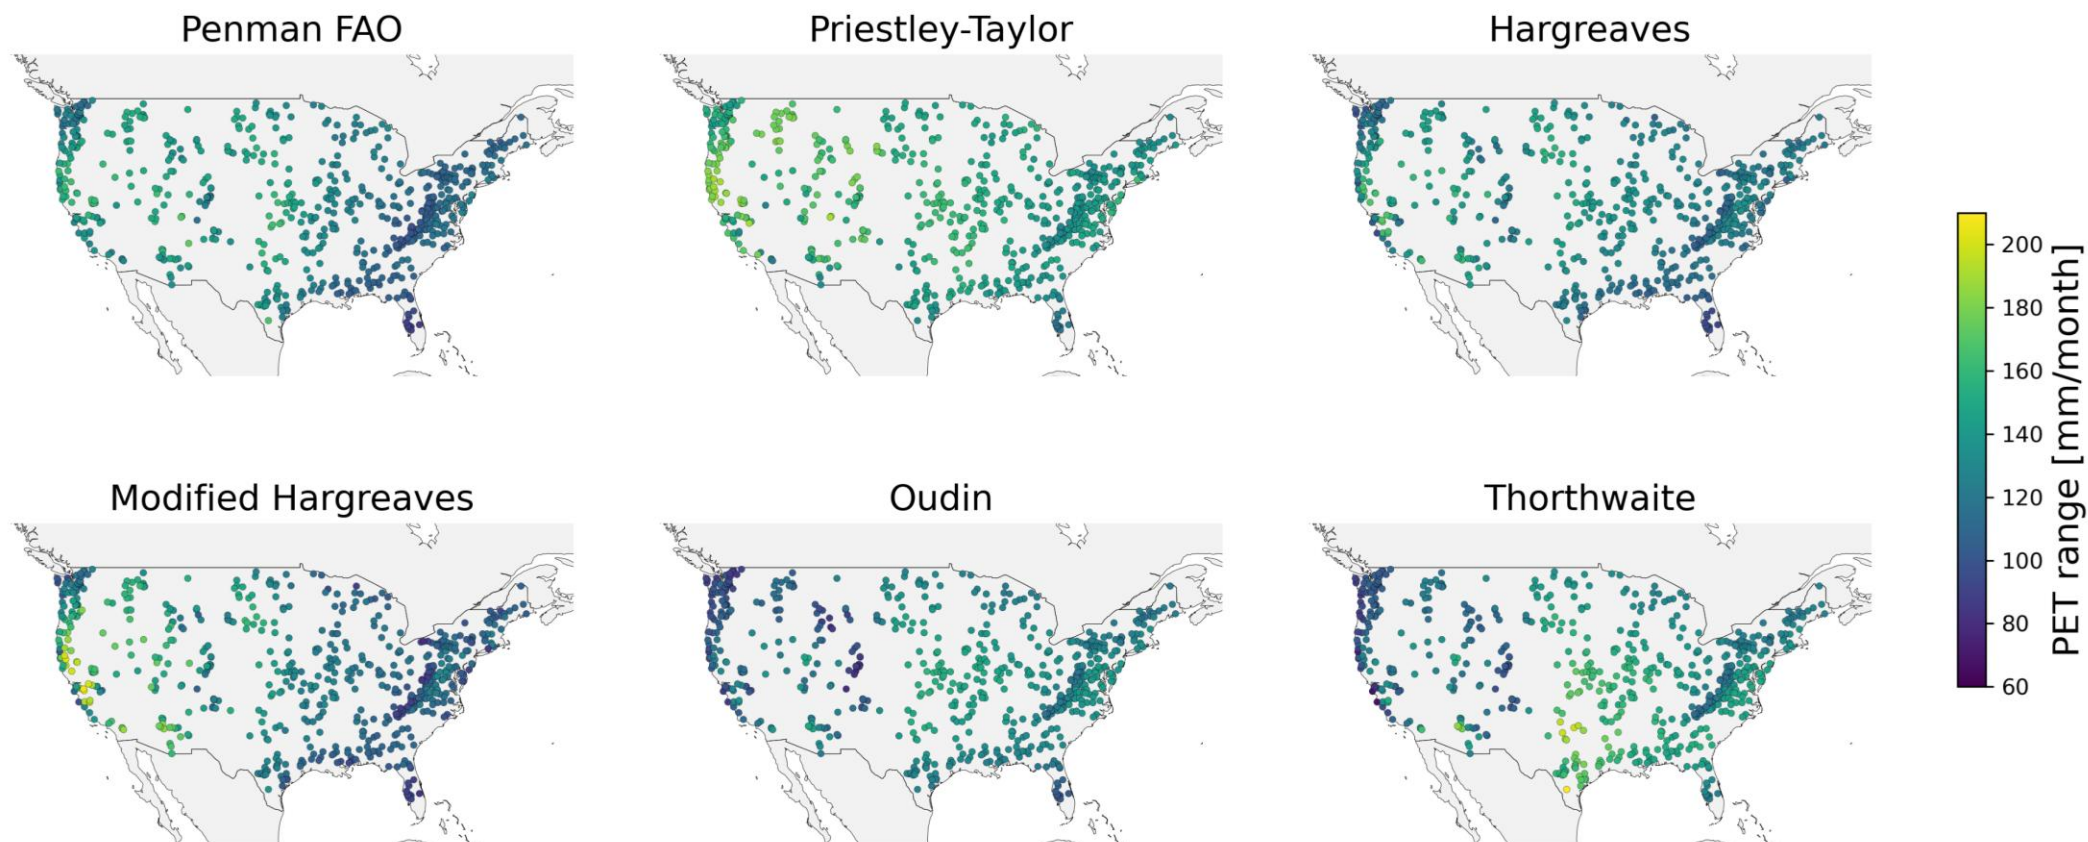 Penman FAO
Priestley-Taylor
Hargreaves
Modified Hargreaves
Oudin
Thorthwaite
200
180
160
140
120
100
80
60
PET range [mm/month]